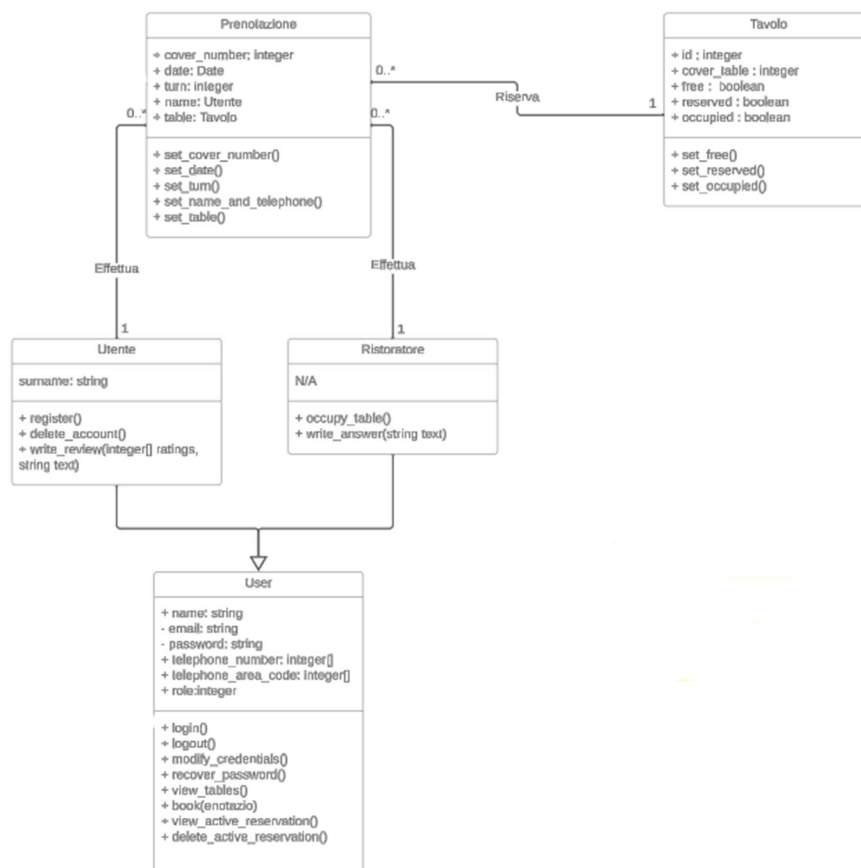 Prenotazione
+ cover_number: integer
+ date: Date
+ turn: integer
+ name: Utente
+ table: Tavolo
+ set_cover_number()
+ set_date()
+ set_turn()
+ set_name_and_telephone()
+ set_table()
Tavolo
+ id : integer
+ cover_table : integer
+ free : boolean
+ reserved : boolean
+ occupied : boolean
+ set_free()
+ set_reserved()
+ set_occupied()
0..*
Riserva
1
0..*
0..*
Effettua
Effettua
1
1
Utente
surname: string
+ register()
+ delete_account()
+ write_review(integer[] ratings,
string text)
Ristoratore
N/A
+ occupy_table()
+ write_answer(string text)
User
+ name: string
- email: string
- password: string
+ telephone_number: integer[]
+ telephone_area_code: integer[]
+ role:integer
+ login()
+ logout()
+ modify_credentials()
+ recover_password()
+ view_tables()
+ book(enotazio)
+ view_active_reservation()
+ delete_active_reservation()